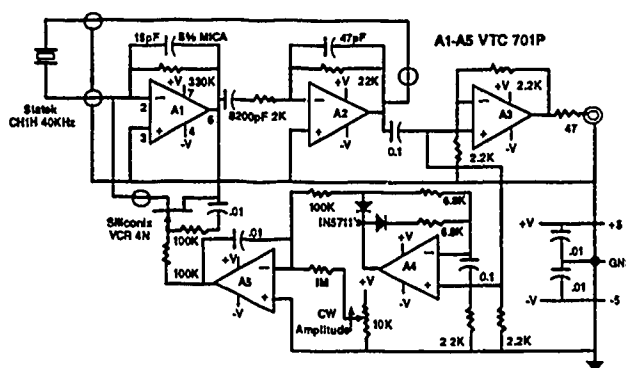 18pF 5% MICA
47pF
A1-A5 VTC 701P
+V
330K
7
2
A1
6
3
4
-V
Statek
CH1H 40KHz
8200pF 2K
+V
22K
A2
-V
0.1
2.2K
+V
A3
-V
47
2.2K
Siliconix
VCR 4N
.01
100K
100K
.01
+V
A5
-V
100K
IN5711
6.8K
6.8K
+V
A4
-V
1M
+V
CW
Amplitude
10K
0.1
2 2K
2.2K
+V
+5
.01
GN
.01
-V
-5